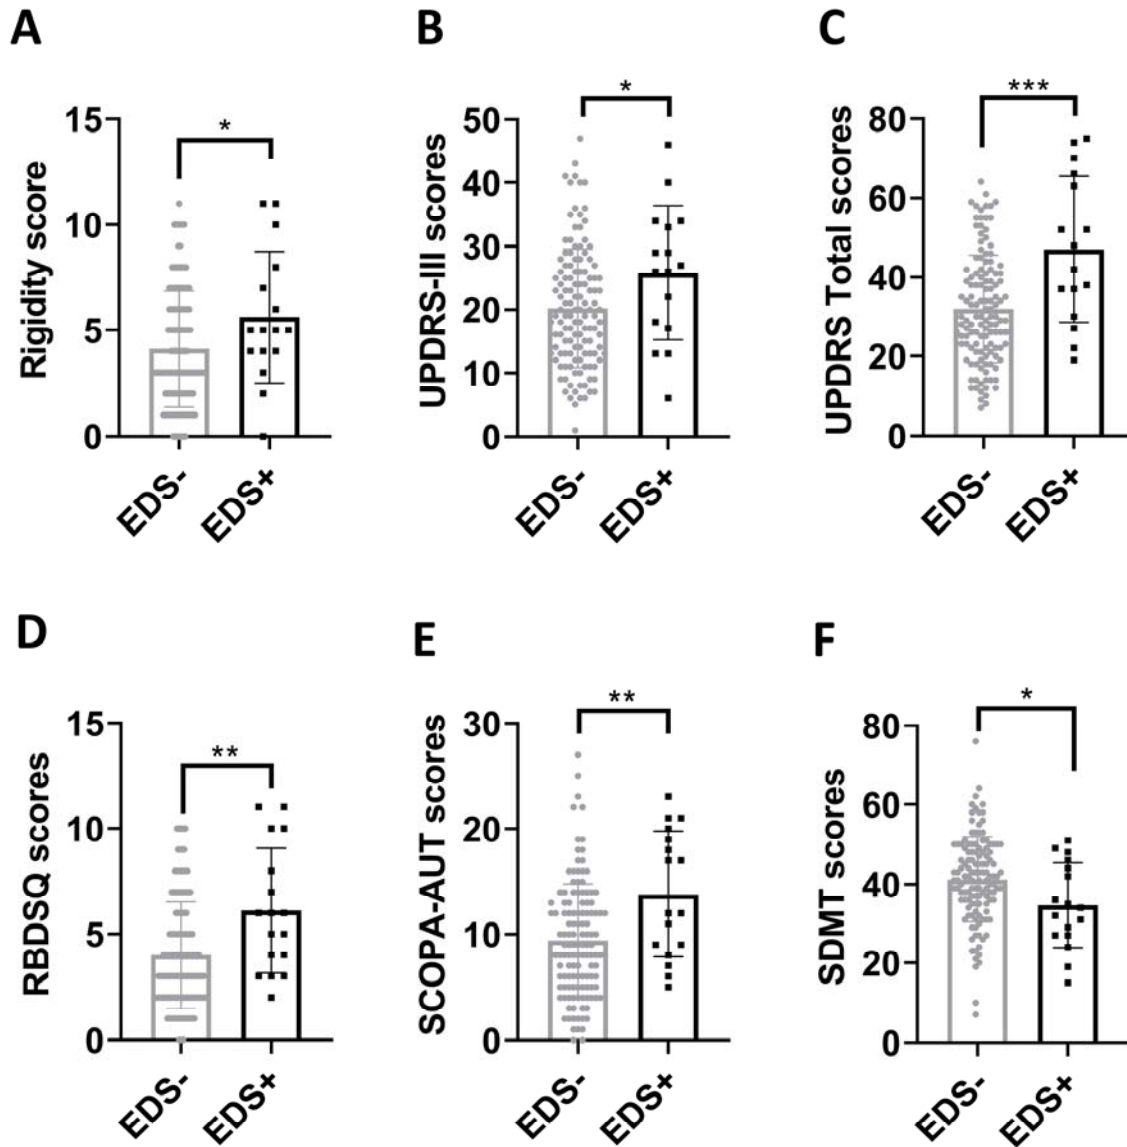 A
B
C
Rigidity score
15
10
5
0
*
EDS-
EDS+
UPDRS-III scores
50
40
30
20
10
0
*
EDS-
EDS+
UPDRS Total scores
80
60
40
20
0
***
EDS-
EDS+
D
E
F
RBDSQ scores
15
10
5
0
**
EDS-
EDS+
SCOPA-AUT scores
30
20
10
0
**
EDS-
EDS+
SDMT scores
80
60
40
20
0
*
EDS-
EDS+